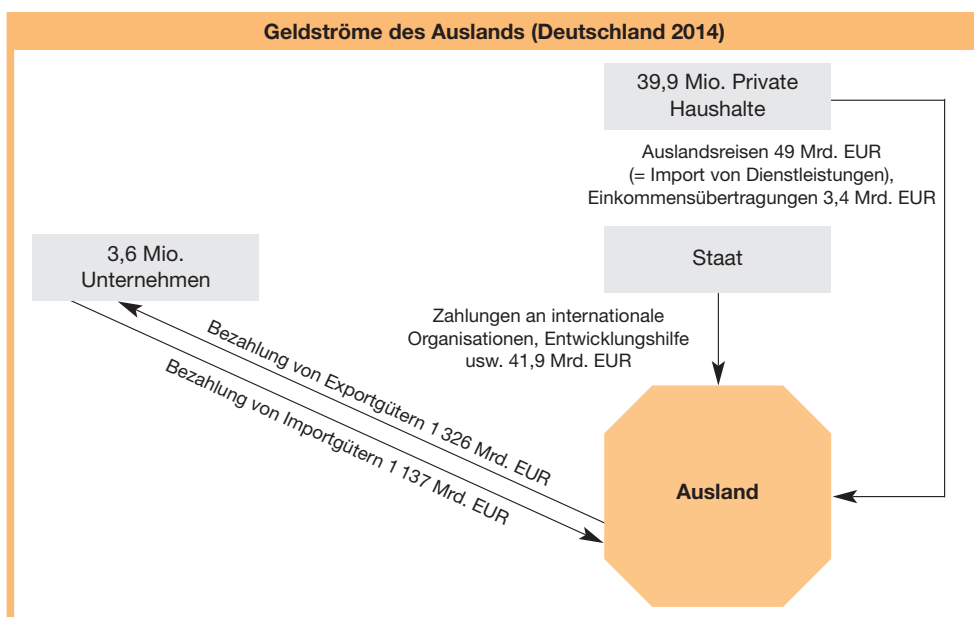 Geldströme des Auslands (Deutschland 2014)
39,9 Mio. Private
Haushalte
Auslandsreisen 49 Mrd. EUR
(= Import von Dienstleistungen),
Einkommensübertragungen 3,4 Mrd. EUR
3,6 Mio.
Unternehmen
Staat
Zahlungen an internationale
Organisationen, Entwicklungshilfe
usw. 41,9 Mrd. EUR
Bezahlung von Exportgütern 1 326 Mrd. EUR
Bezahlung von Importgütern 1 137 Mrd. EUR
Ausland